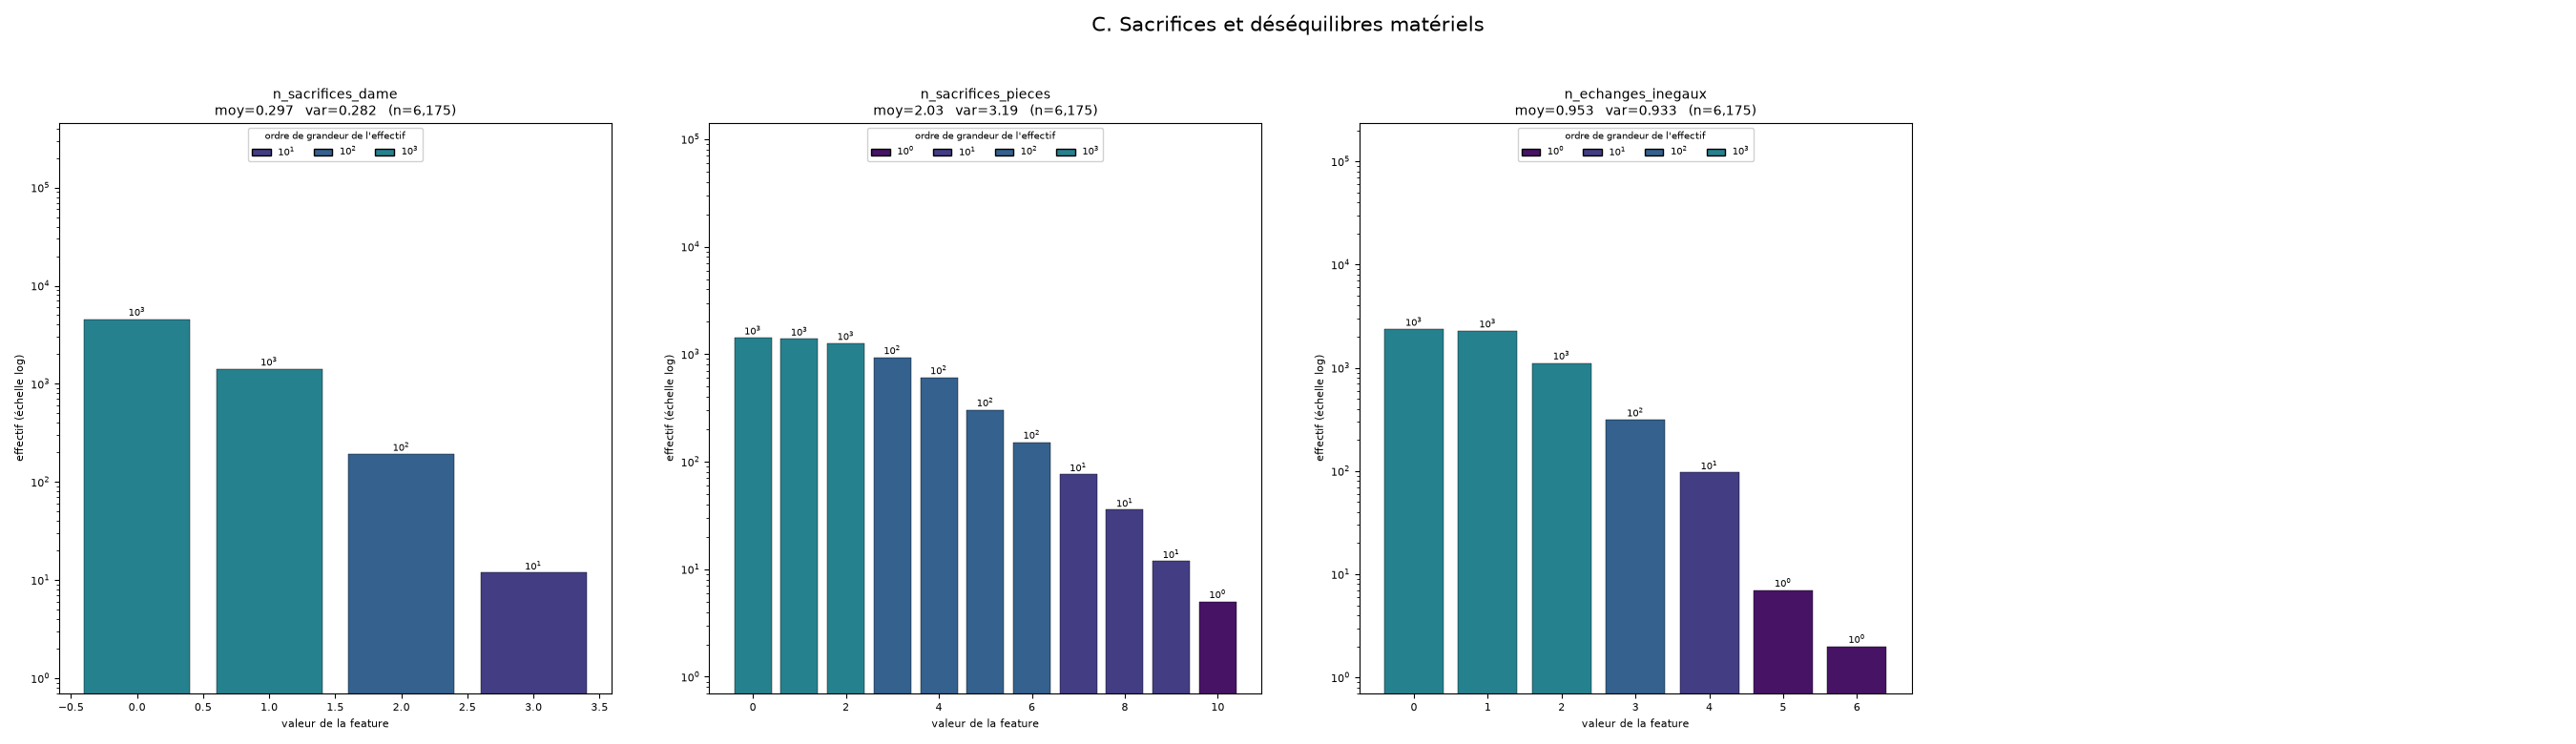 C. Sacrifices et déséquilibres matériels
n_sacrifices_dame
moy=0.297 var=0.282 (n=6,175)
ordre de grandeur de l'effectif
10¹ 10² 10³
10⁵
10⁴
10³
10²
10¹
10⁰
effectif (échelle log)
10³
10³
10²
10¹
−0.5 0.0 0.5 1.0 1.5 2.0 2.5 3.0 3.5
valeur de la feature
n_sacrifices_pieces
moy=2.03 var=3.19 (n=6,175)
ordre de grandeur de l'effectif
10⁰ 10¹ 10² 10³
10⁵
10⁴
10³
10²
10¹
10⁰
effectif (échelle log)
10³
10³
10³
10²
10²
10²
10²
10¹
10¹
10¹
10⁰
0 2 4 6 8 10
valeur de la feature
n_echanges_inegaux
moy=0.953 var=0.933 (n=6,175)
ordre de grandeur de l'effectif
10⁰ 10¹ 10² 10³
10⁵
10⁴
10³
10²
10¹
10⁰
effectif (échelle log)
10³
10³
10³
10²
10¹
10⁰
10⁰
0 1 2 3 4 5 6
valeur de la feature